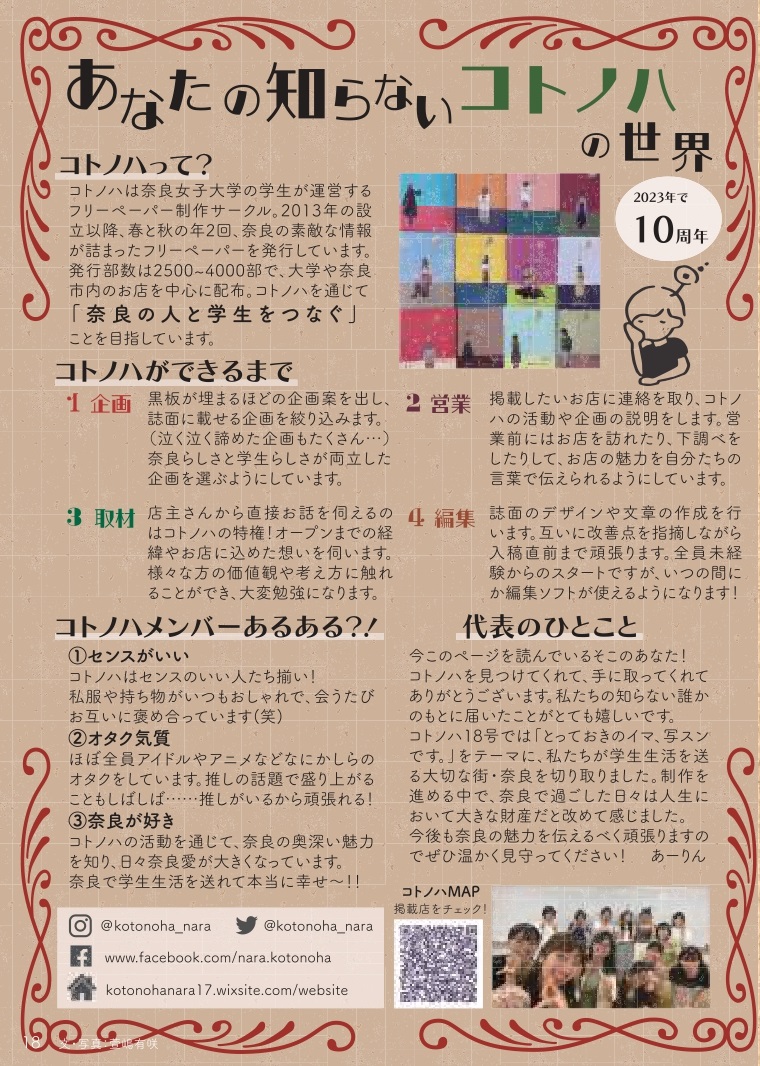 あなたの知らないコトノハ
の世界
コトノハって?
コトノハは奈良女子大学の学生が運営する
フリーペーパー制作サークル。2013年の設
立以降、春と秋の年2回、奈良の素敵な情報
が詰まったフリーペーパーを発行しています。
発行部数は2500~4000部で、大学や奈良
市内のお店を中心に配布。コトノハを通じて
「奈良の人と学生をつなぐ」
ことを目指しています。
2023年で
10周年
コトノハができるまで
1 企画
黒板が埋まるほどの企画案を出し、
誌面に載せる企画を絞り込みます。
(泣く泣く諦めた企画もたくさん…)
奈良らしさと学生らしさが両立した
企画を選ぶようにしています。
2 営業
掲載したいお店に連絡を取り、コトノ
ハの活動や企画の説明をします。営
業前にはお店を訪れたり、下調べを
したりして、お店の魅力を自分たちの
言葉で伝えられるようにしています。
3 取材
店主さんから直接お話を伺えるの
はコトノハの特権!オープンまでの経
緯やお店に込めた想いを伺います。
様々な方の価値観や考え方に触れ
ることができ、大変勉強になります。
4 編集
誌面のデザインや文章の作成を行
います。互いに改善点を指摘しながら
入稿直前まで頑張ります。全員未経
験からのスタートですが、いつの間に
か編集ソフトが使えるようになります!
コトノハメンバーあるある?!
①センスがいい
コトノハはセンスのいい人たち揃い!
私服や持ち物がいつもおしゃれで、会うたび
お互いに褒め合っています(笑)
②オタク気質
ほぼ全員アイドルやアニメなどなにかしらの
オタクをしています。推しの話題で盛り上がる
こともしばしば……推しがいるから頑張れる!
③奈良が好き
コトノハの活動を通じて、奈良の奥深い魅力
を知り、日々奈良愛が大きくなっています。
奈良で学生生活を送れて本当に幸せ~!!
代表のひとこと
今このページを読んでいるそこのあなた!
コトノハを見つけてくれて、手に取ってくれて
ありがとうございます。私たちの知らない誰か
のもとに届いたことがとても嬉しいです。
コトノハ18号では「とっておきのイマ、写スン
です。」をテーマに、私たちが学生生活を送
る大切な街・奈良を切り取りました。制作を
進める中で、奈良で過ごした日々は人生に
おいて大きな財産だと改めて感じました。
今後も奈良の魅力を伝えるべく頑張りますの
でぜひ温かく見守ってください! あーりん
@kotonoha_nara @kotonoha_nara
www.facebook.com/nara.kotonoha
kotonohanara17.wixsite.com/website
コトノハMAP
掲載店をチェック!
18 文・写真:菅嶋有咲